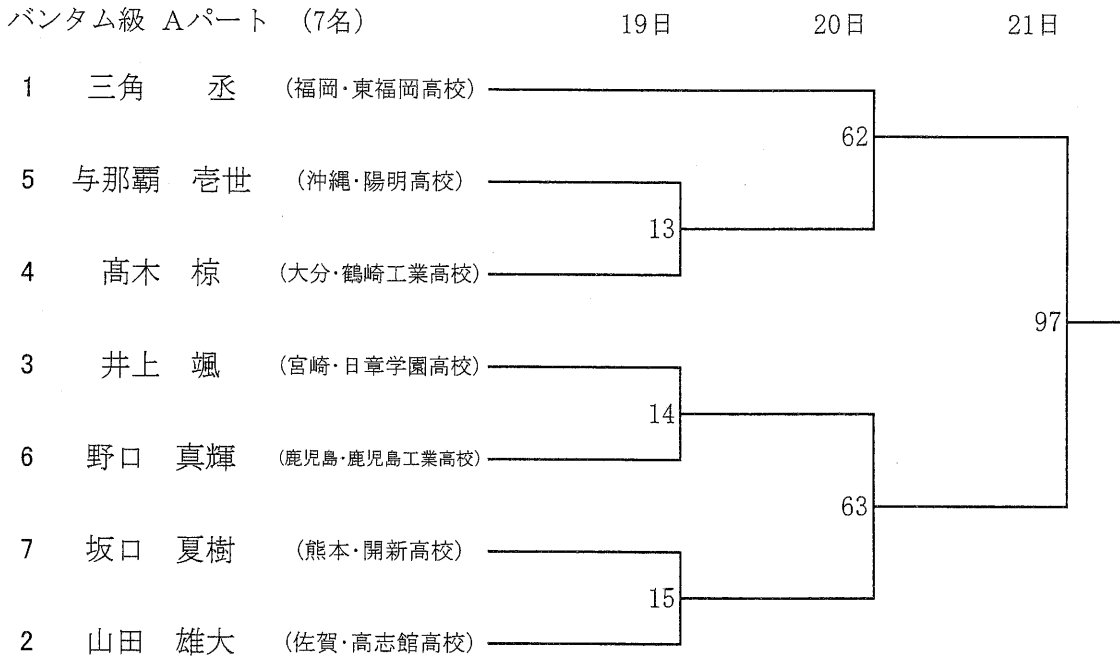 バンタム級 Aパート (7名) 19日 20日 21日
1 三角 丞 (福岡・東福岡高校)
62
5 与那覇 壱世 (沖縄・陽明高校)
13
4 髙木 椋 (大分・鶴崎工業高校)
97
3 井上 颯 (宮崎・日章学園高校)
14
6 野口 真輝 (鹿児島・鹿児島工業高校)
63
7 坂口 夏樹 (熊本・開新高校)
15
2 山田 雄大 (佐賀・高志館高校)